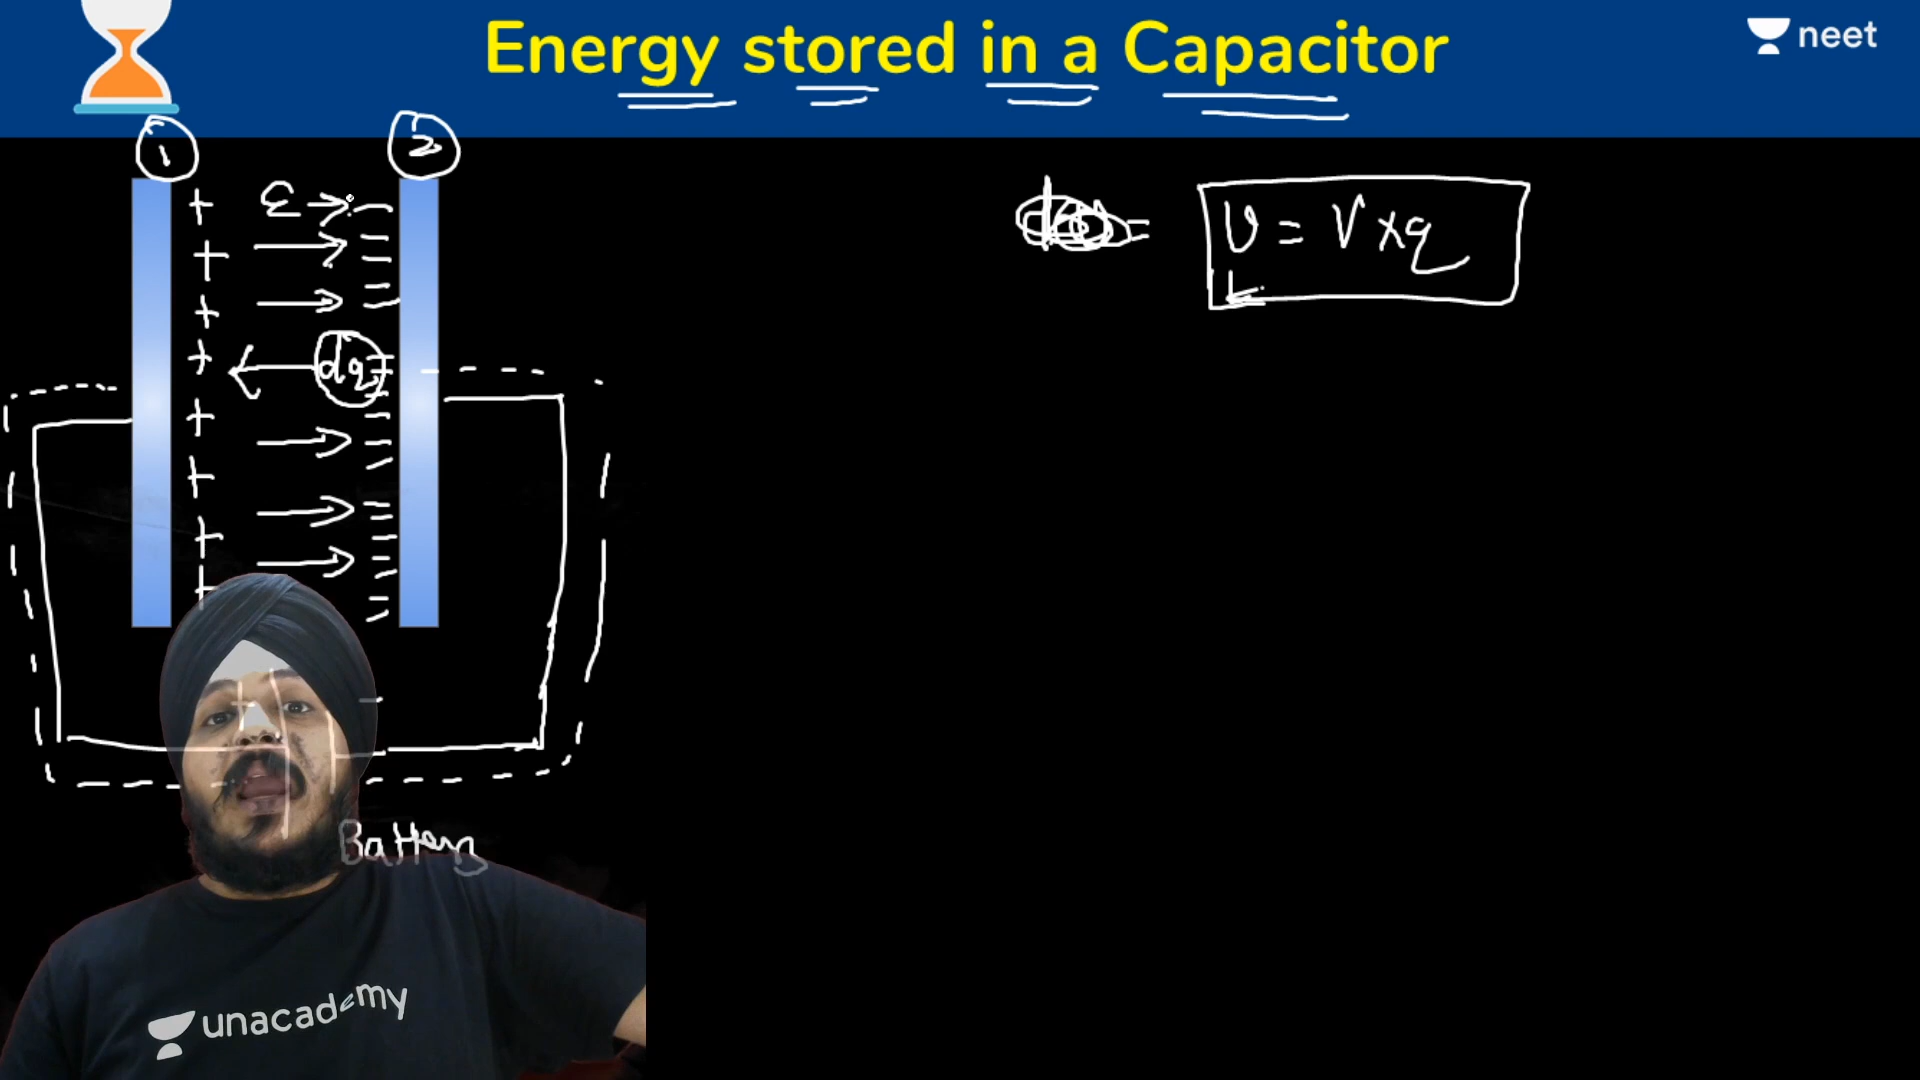 Energy stored in a Capacitor
neet
1
2
+ ε → -
+
+
+
dq
+
+
+
+
U = V × q
+ -
Battery
unacademy